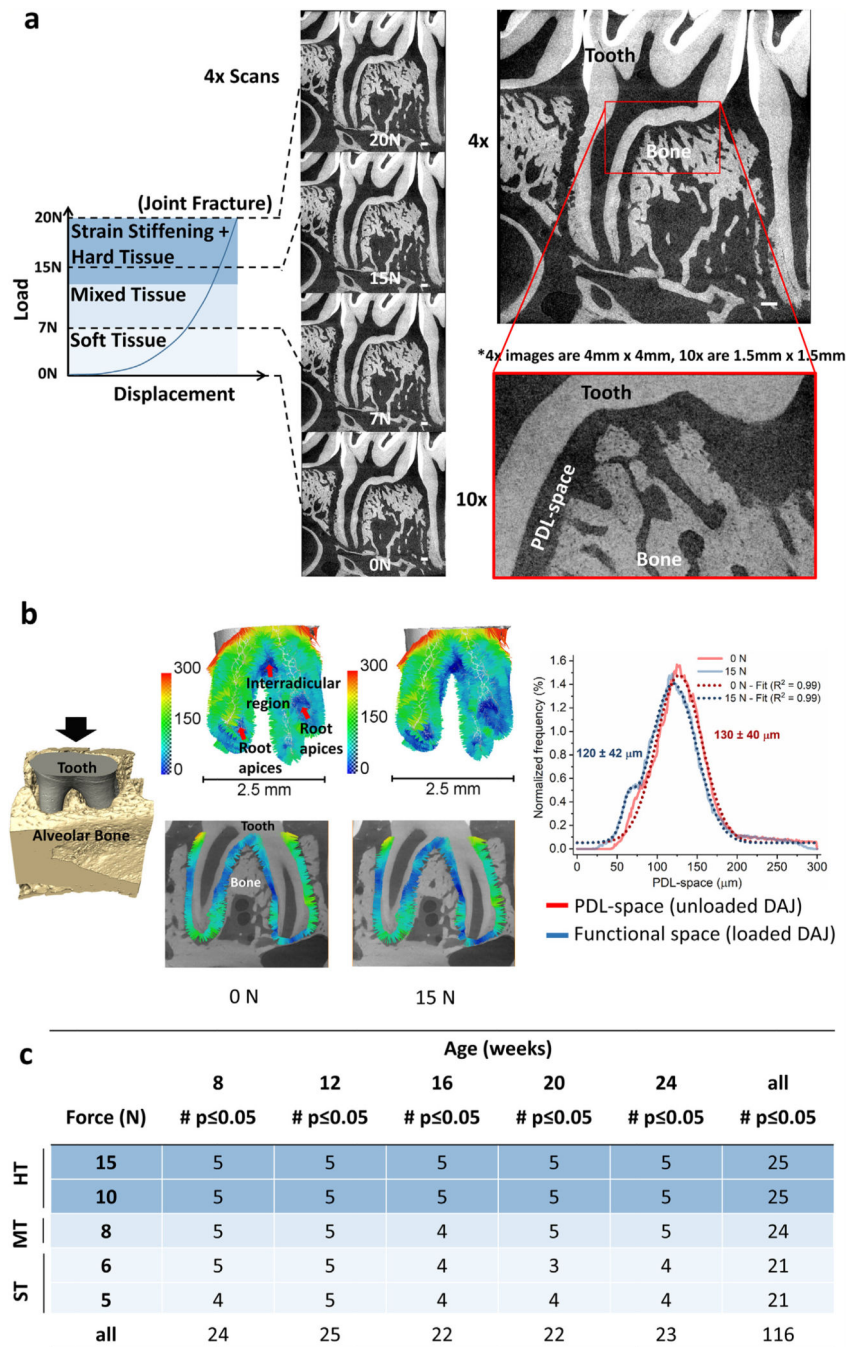 a
4x Scans
20N
15N
7N
0N
(Joint Fracture)
20N
Strain Stiffening +
Hard Tissue
15N
Mixed Tissue
7N
Soft Tissue
0N
Load
Displacement
4x
Tooth
Bone
*4x images are 4mm x 4mm, 10x are 1.5mm x 1.5mm
10x
Tooth
PDL-space
Bone
b
Tooth
Alveolar Bone
300
150
0
Interradicular
region
Root
apices
Root
apices
2.5 mm
300
150
0
2.5 mm
Tooth
Bone
0 N
15 N
Normalized frequency (%)
1.6
1.4
1.2
1.0
0.8
0.6
0.4
0.2
0.0
0 N
15 N
0 N - Fit (R² = 0.99)
15 N - Fit (R² = 0.99)
120 ± 42 μm
130 ± 40 μm
0 50 100 150 200 250 300
PDL-space (μm)
PDL-space (unloaded DAJ)
Functional space (loaded DAJ)
c
Age (weeks)
8 12 16 20 24 all
Force (N) # p≤0.05 # p≤0.05 # p≤0.05 # p≤0.05 # p≤0.05 # p≤0.05
HT
15 5 5 5 5 5 25
10 5 5 5 5 5 25
MT
8 5 5 4 5 5 24
ST
6 5 5 4 3 4 21
5 4 5 4 4 4 21
all 24 25 22 22 23 116